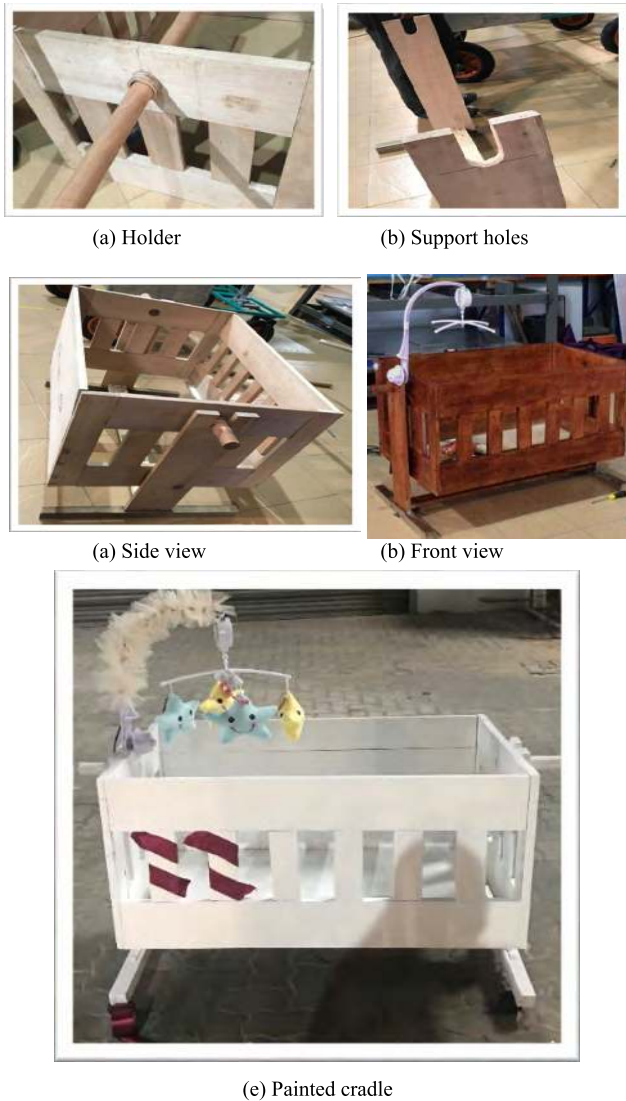 (a) Holder
(b) Support holes
(a) Side view
(b) Front view
(e) Painted cradle